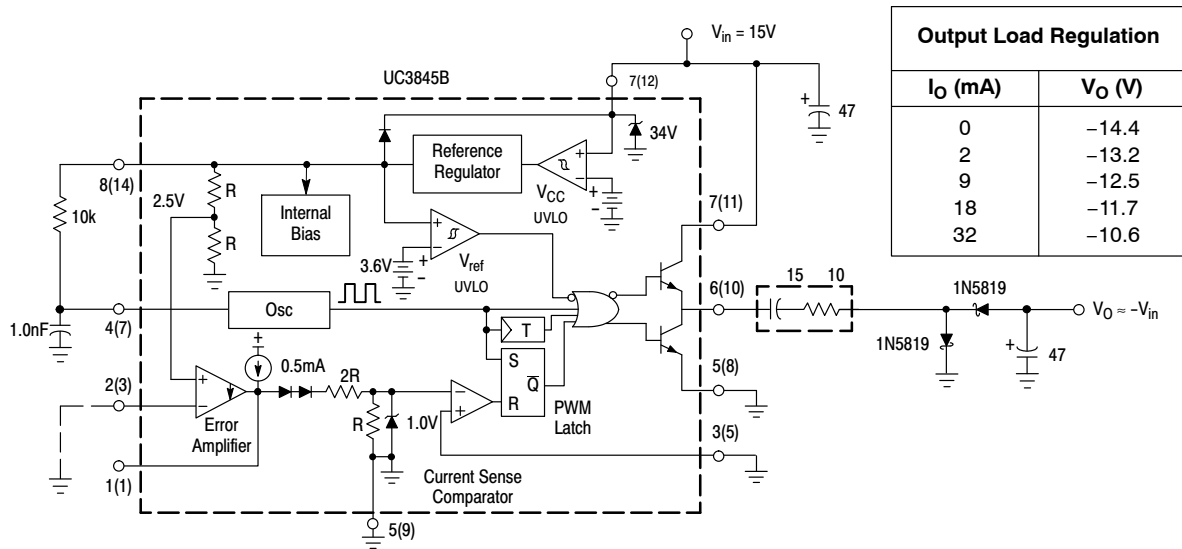 V_in = 15V
Output Load Regulation
I_O (mA)
V_O (V)
0
−14.4
2
−13.2
9
−12.5
18
−11.7
32
−10.6
UC3845B
7(12)
+
47
34V
8(14)
Reference
Regulator
+
−
V_CC
UVLO
+
−
2.5V
R
R
Internal
Bias
10k
7(11)
+
−
V_ref
UVLO
3.6V
+
−
15
10
6(10)
1N5819
V_O ≈ −V_in
Osc
4(7)
1.0nF
T
1N5819
+
47
+
0.5mA
S
Q̅
R
5(8)
2(3)
+
−
2R
−
+
PWM
Latch
Error
Amplifier
R
1.0V
3(5)
1(1)
Current Sense
Comparator
5(9)